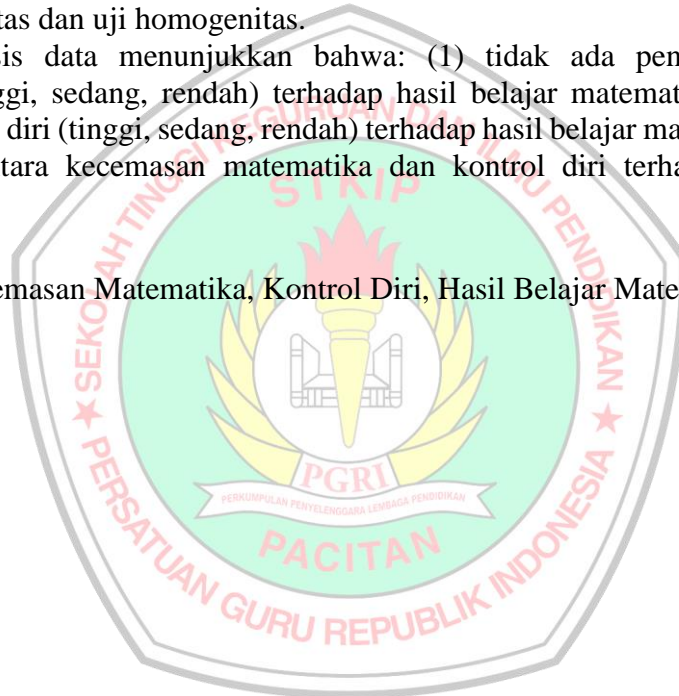 tas dan uji homogenitas.
sis data menunjukkan bahwa: (1) tidak ada pen
ggi, sedang, rendah) terhadap hasil belajar matemat
diri (tinggi, sedang, rendah) terhadap hasil belajar ma
tara kecemasan matematika dan kontrol diri terha
emasan Matematika, Kontrol Diri, Hasil Belajar Mate
SEKOLAH TINGGI KEGURUAN DAN ILMU PENDIDIKAN
STKIP
PGRI
PERKUMPULAN PENYELENGGARA LEMBAGA PENDIDIKAN
PACITAN
PERSATUAN GURU REPUBLIK INDONESIA